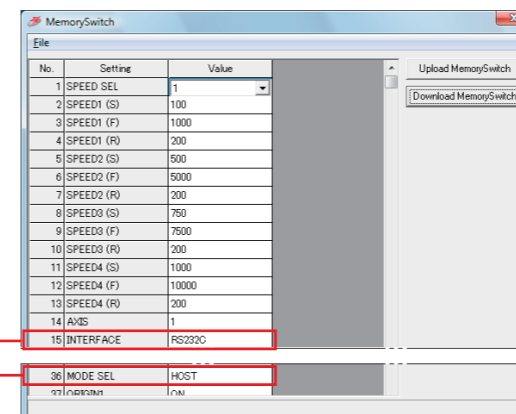 MemorySwitch
File
No. Setting Value
1 SPEED SEL 1
2 SPEED1 (S) 100
3 SPEED1 (F) 1000
4 SPEED1 (R) 200
5 SPEED2 (S) 500
6 SPEED2 (F) 5000
7 SPEED2 (R) 200
8 SPEED3 (S) 750
9 SPEED3 (F) 7500
10 SPEED3 (R) 200
11 SPEED4 (S) 1000
12 SPEED4 (F) 10000
13 SPEED4 (R) 200
14 AXIS 1
15 INTERFACE RS232C
36 MODE SEL HOST
37 ORIGIN1 ON
Upload MemorySwitch
Download MemorySwitch